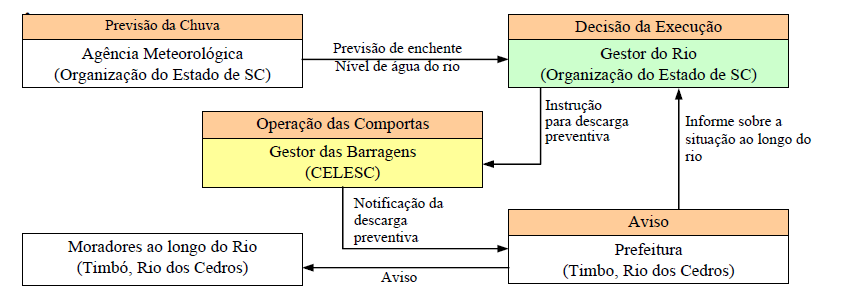 Previsão da Chuva
Agência Meteorológica
(Organização do Estado de SC)
Previsão de enchente
Nível de água do rio
Decisão da Execução
Gestor do Rio
(Organização do Estado de SC)
Instrução
para descarga
preventiva
Informe sobre a
situação ao longo do
rio
Operação das Comportas
Gestor das Barragens
(CELESC)
Notificação da
descarga
preventiva
Aviso
Prefeitura
(Timbo, Rio dos Cedros)
Aviso
Moradores ao longo do Rio
(Timbó, Rio dos Cedros)